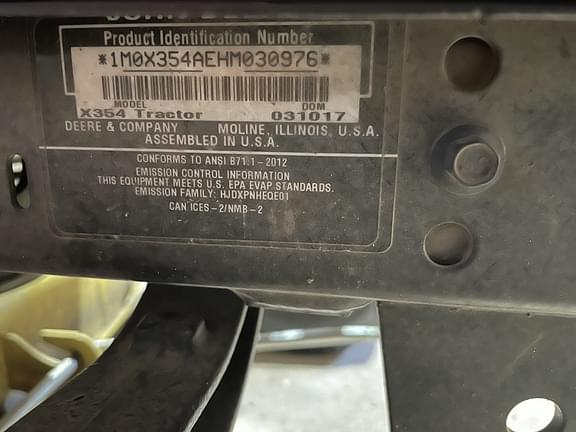 Product Identification Number
*1M0X354AEHM030976*
MODEL DOM
X354 Tractor 031017
DEERE & COMPANY MOLINE, ILLINOIS, U.S.A.
ASSEMBLED IN U.S.A.
CONFORMS TO ANSI B71.1 - 2012
EMISSION CONTROL INFORMATION
THIS EQUIPMENT MEETS U.S. EPA EVAP STANDARDS.
EMISSION FAMILY: HJDXPNHEQE01
CAN ICES - 2/NMB - 2